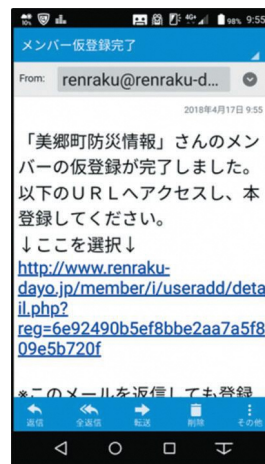 10%
4G+
98%
9:55
メンバー仮登録完了
From:
renraku@renraku-d...
2018年4月17日 9:55
「美郷町防災情報」さんのメン
バーの仮登録が完了しました。
以下のURLへアクセスし、本
登録してください。
↓ここを選択↓
http://www.renraku-
dayo.jp/member/i/useradd/deta
il.php?
reg=6e92490b5ef8bbe2aa7a5f8
09e5b720f
※このメールを返信しても登録
返信
全返信
転送
削除
その他